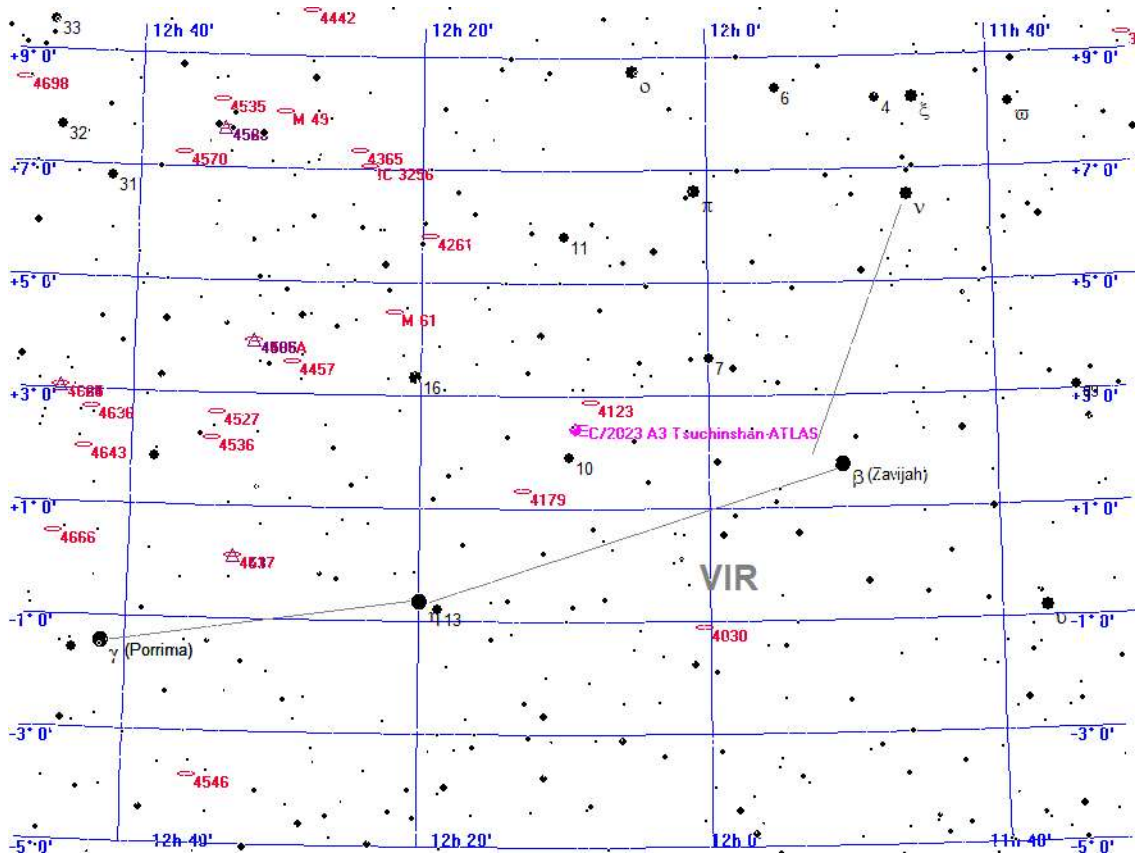 33
12h 40'
4442
12h 20'
12h 0'
11h 40'
+9° 0'
+9° 0'
4698
ο
6
4
ξ
ϖ
4535
M 49
32
4570
4365
IC 3256
+7° 0'
+7° 0'
31
π
ν
4261
11
+5° 0'
+5° 0'
M 61
4457
7
16
+3° 0'
+3° 0'
4636
4527
4123
4643
4536
C/2023 A3 Tsuchinshan-ATLAS
10
β (Zavijah)
4179
+1° 0'
+1° 0'
4666
VIR
η
13
-1° 0'
-1° 0'
υ
γ (Porrima)
4030
-3° 0'
-3° 0'
4546
-5° 0'
12h 40'
12h 20'
12h 0'
11h 40'
-5° 0'